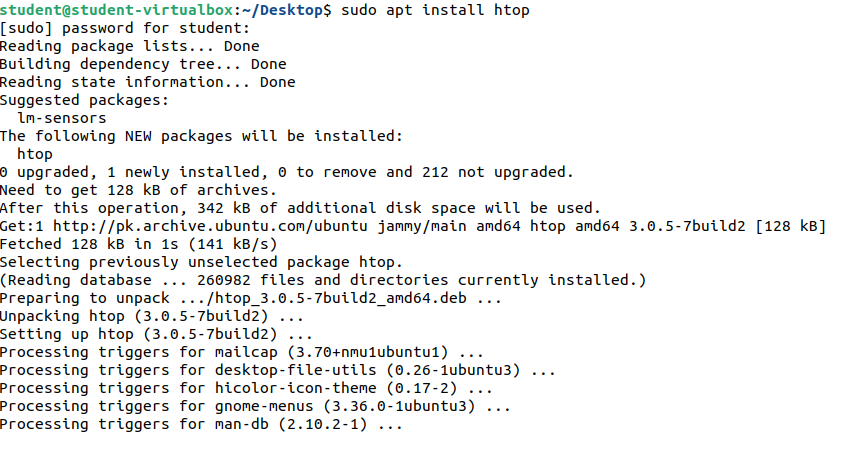 student@student-virtualbox:~/Desktop$ sudo apt install htop
[sudo] password for student:
Reading package lists... Done
Building dependency tree... Done
Reading state information... Done
Suggested packages:
  lm-sensors
The following NEW packages will be installed:
  htop
0 upgraded, 1 newly installed, 0 to remove and 212 not upgraded.
Need to get 128 kB of archives.
After this operation, 342 kB of additional disk space will be used.
Get:1 http://pk.archive.ubuntu.com/ubuntu jammy/main amd64 htop amd64 3.0.5-7build2 [128 kB]
Fetched 128 kB in 1s (141 kB/s)
Selecting previously unselected package htop.
(Reading database ... 260982 files and directories currently installed.)
Preparing to unpack .../htop_3.0.5-7build2_amd64.deb ...
Unpacking htop (3.0.5-7build2) ...
Setting up htop (3.0.5-7build2) ...
Processing triggers for mailcap (3.70+nmu1ubuntu1) ...
Processing triggers for desktop-file-utils (0.26-1ubuntu3) ...
Processing triggers for hicolor-icon-theme (0.17-2) ...
Processing triggers for gnome-menus (3.36.0-1ubuntu3) ...
Processing triggers for man-db (2.10.2-1) ...